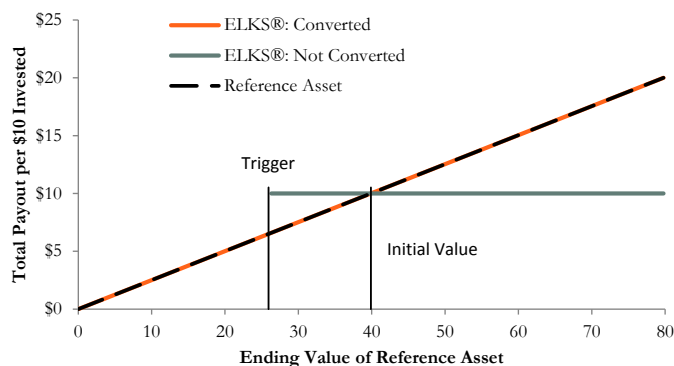 $25
ELKS®: Converted
ELKS®: Not Converted
Reference Asset
$20
$15
$10
$5
$0
Trigger
Initial Value
Total Payout per $10 Invested
0 10 20 30 40 50 60 70 80
Ending Value of Reference Asset